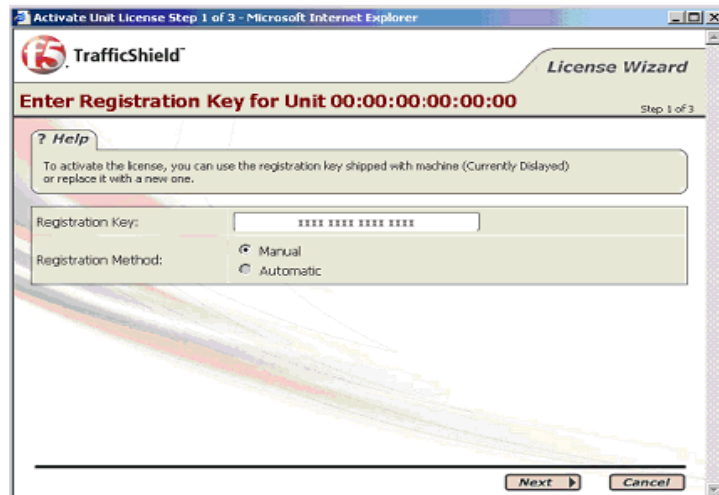 Activate Unit License Step 1 of 3 - Microsoft Internet Explorer
f5 TrafficShield™
License Wizard
Enter Registration Key for Unit 00:00:00:00:00:00
Step 1 of 3
? Help
To activate the license, you can use the registration key shipped with machine (Currently Dislayed)
or replace it with a new one.
Registration Key: xxxx xxxx xxxx xxxx
Registration Method:
Manual
Automatic
Next
Cancel